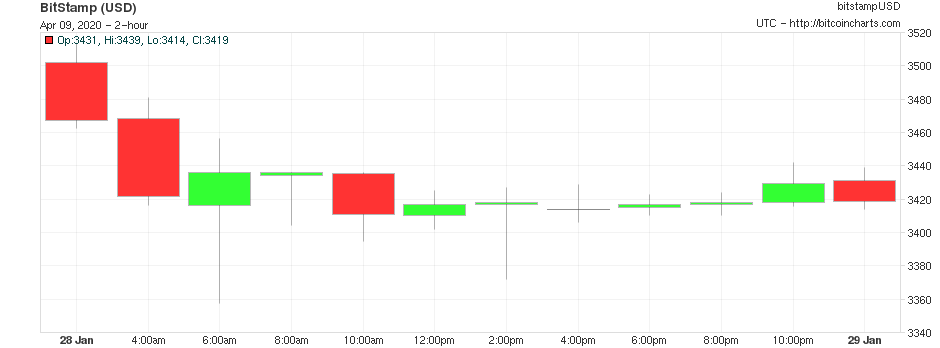 BitStamp (USD)
bitstampUSD
Apr 09, 2020 - 2-hour
UTC - http://bitcoincharts.com
Op:3431, Hi:3439, Lo:3414, Cl:3419
3520
3500
3480
3460
3440
3420
3400
3380
3360
3340
28 Jan 4:00am 6:00am 8:00am 10:00am 12:00pm 2:00pm 4:00pm 6:00pm 8:00pm 10:00pm 29 Jan